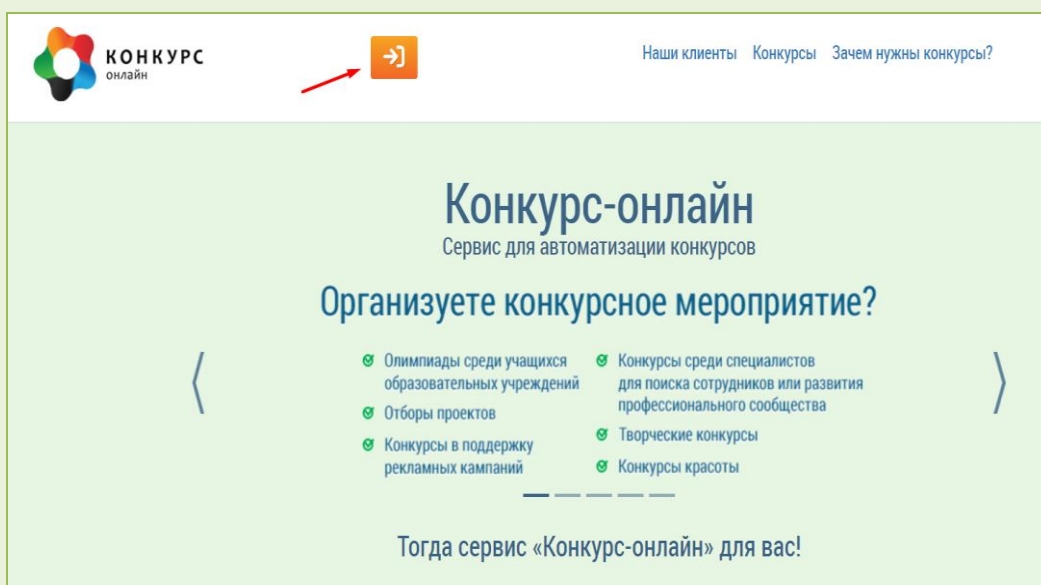 КОНКУРС
онлайн
Наши клиенты Конкурсы Зачем нужны конкурсы?
Конкурс-онлайн
Сервис для автоматизации конкурсов
Организуете конкурсное мероприятие?
Олимпиады среди учащихся
образовательных учреждений
Отборы проектов
Конкурсы в поддержку
рекламных кампаний
Конкурсы среди специалистов
для поиска сотрудников или развития
профессионального сообщества
Творческие конкурсы
Конкурсы красоты
Тогда сервис «Конкурс-онлайн» для вас!